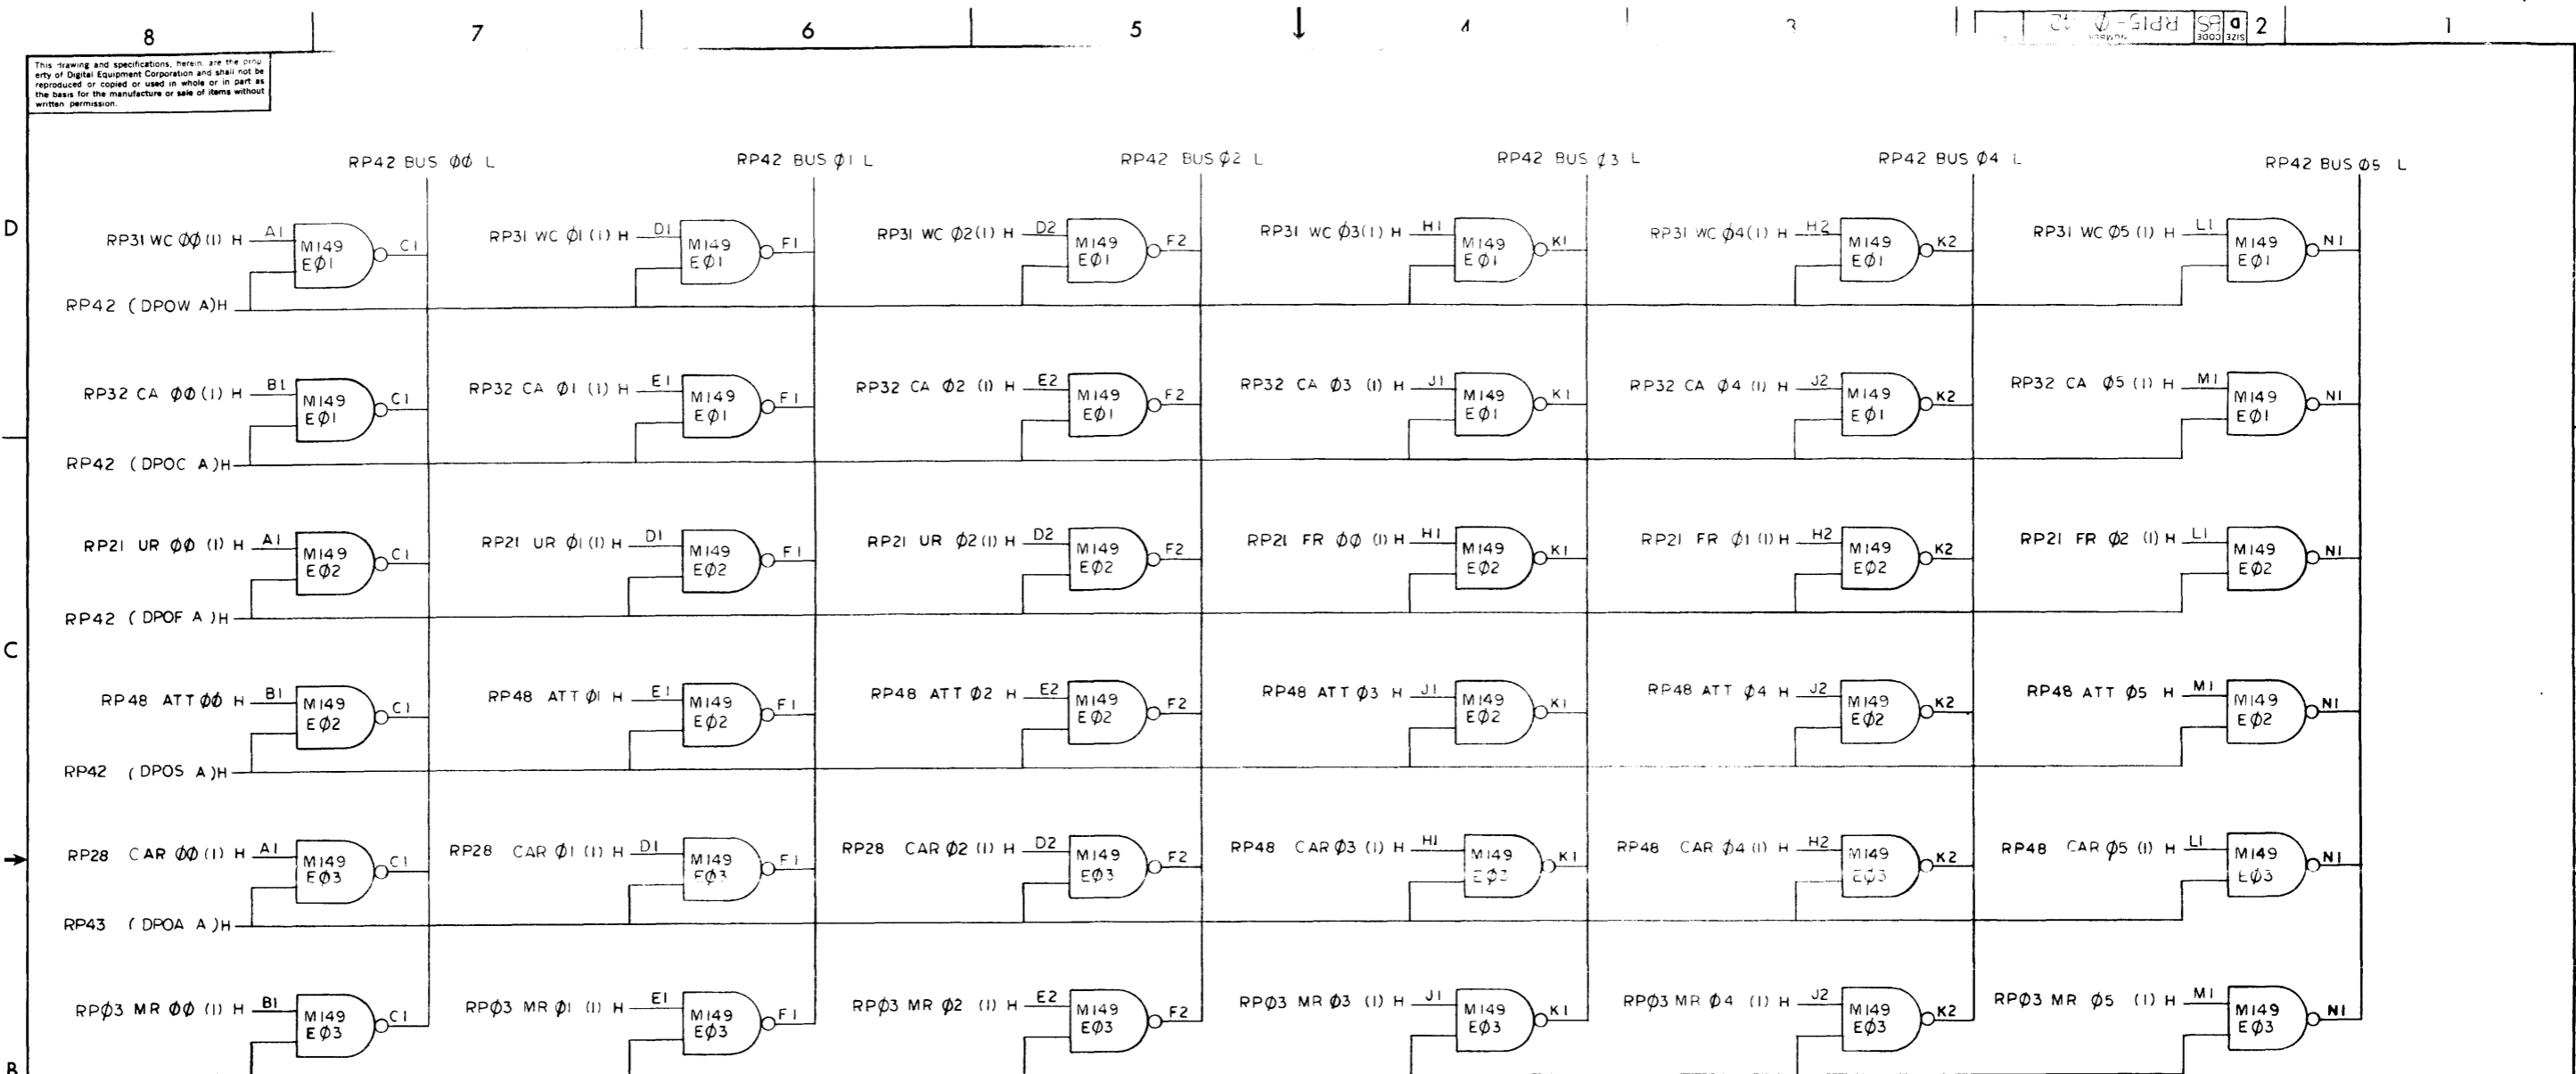 8 7 6 5 4 3 2 1
SIZE CODE NUMBER
D BS RP15-Ø 42
This drawing and specifications, herein, are the prop
erty of Digital Equipment Corporation and shall not be
reproduced or copied or used in whole or in part as
the basis for the manufacture or sale of items without
written permission.
RP42 BUS ØØ L RP42 BUS Ø1 L RP42 BUS Ø2 L RP42 BUS Ø3 L RP42 BUS Ø4 L RP42 BUS Ø5 L
D
RP31 WC ØØ (1) H A1 M149 EØ1 C1 RP31 WC Ø1 (1) H D1 M149 EØ1 F1 RP31 WC Ø2 (1) H D2 M149 EØ1 F2 RP31 WC Ø3 (1) H H1 M149 EØ1 K1 RP31 WC Ø4 (1) H H2 M149 EØ1 K2 RP31 WC Ø5 (1) H L1 M149 EØ1 N1
RP42 (DPOW A)H
RP32 CA ØØ (1) H B1 M149 EØ1 C1 RP32 CA Ø1 (1) H E1 M149 EØ1 F1 RP32 CA Ø2 (1) H E2 M149 EØ1 F2 RP32 CA Ø3 (1) H J1 M149 EØ1 K1 RP32 CA Ø4 (1) H J2 M149 EØ1 K2 RP32 CA Ø5 (1) H M1 M149 EØ1 N1
RP42 (DPOC A)H
RP21 UR ØØ (1) H A1 M149 EØ2 C1 RP21 UR Ø1 (1) H D1 M149 EØ2 F1 RP21 UR Ø2 (1) H D2 M149 EØ2 F2 RP21 FR ØØ (1) H H1 M149 EØ2 K1 RP21 FR Ø1 (1) H H2 M149 EØ2 K2 RP21 FR Ø2 (1) H L1 M149 EØ2 N1
RP42 (DPOF A)H
C
RP48 ATT ØØ H B1 M149 EØ2 C1 RP48 ATT Ø1 H E1 M149 EØ2 F1 RP48 ATT Ø2 H E2 M149 EØ2 F2 RP48 ATT Ø3 H J1 M149 EØ2 K1 RP48 ATT Ø4 H J2 M149 EØ2 K2 RP48 ATT Ø5 H M1 M149 EØ2 N1
RP42 (DPOS A)H
RP28 CAR ØØ (1) H A1 M149 EØ3 C1 RP28 CAR Ø1 (1) H D1 M149 EØ3 F1 RP28 CAR Ø2 (1) H D2 M149 EØ3 F2 RP48 CAR Ø3 (1) H H1 M149 EØ3 K1 RP48 CAR Ø4 (1) H H2 M149 EØ3 K2 RP48 CAR Ø5 (1) H L1 M149 EØ3 N1
RP43 (DPOA A)H
RPØ3 MR ØØ (1) H B1 M149 EØ3 C1 RPØ3 MR Ø1 (1) H E1 M149 EØ3 F1 RPØ3 MR Ø2 (1) H E2 M149 EØ3 F2 RPØ3 MR Ø3 (1) H J1 M149 EØ3 K1 RPØ3 MR Ø4 (1) H J2 M149 EØ3 K2 RPØ3 MR Ø5 (1) H M1 M149 EØ3 N1
B